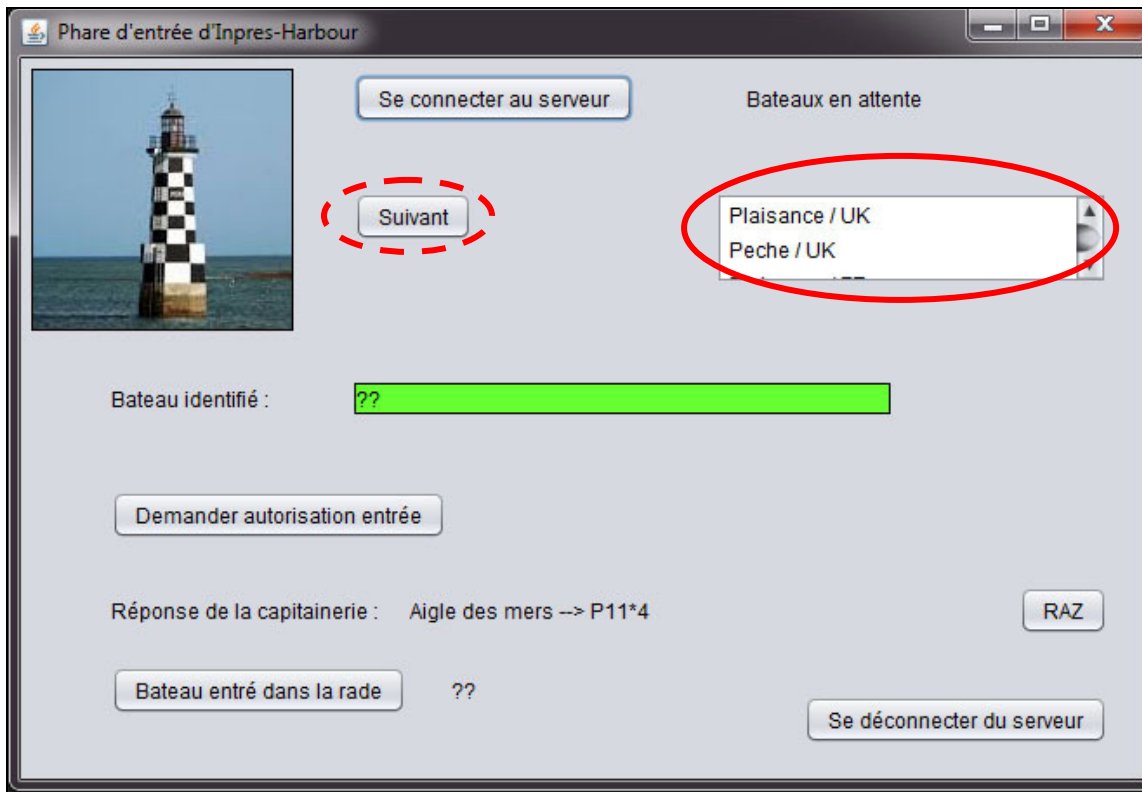 Phare d'entrée d'Inpres-Harbour
Se connecter au serveur
Bateaux en attente
Suivant
Plaisance / UK
Peche / UK
Bateau identifié :
??
Demander autorisation entrée
Réponse de la capitainerie : Aigle des mers --> P11*4
RAZ
Bateau entré dans la rade
??
Se déconnecter du serveur